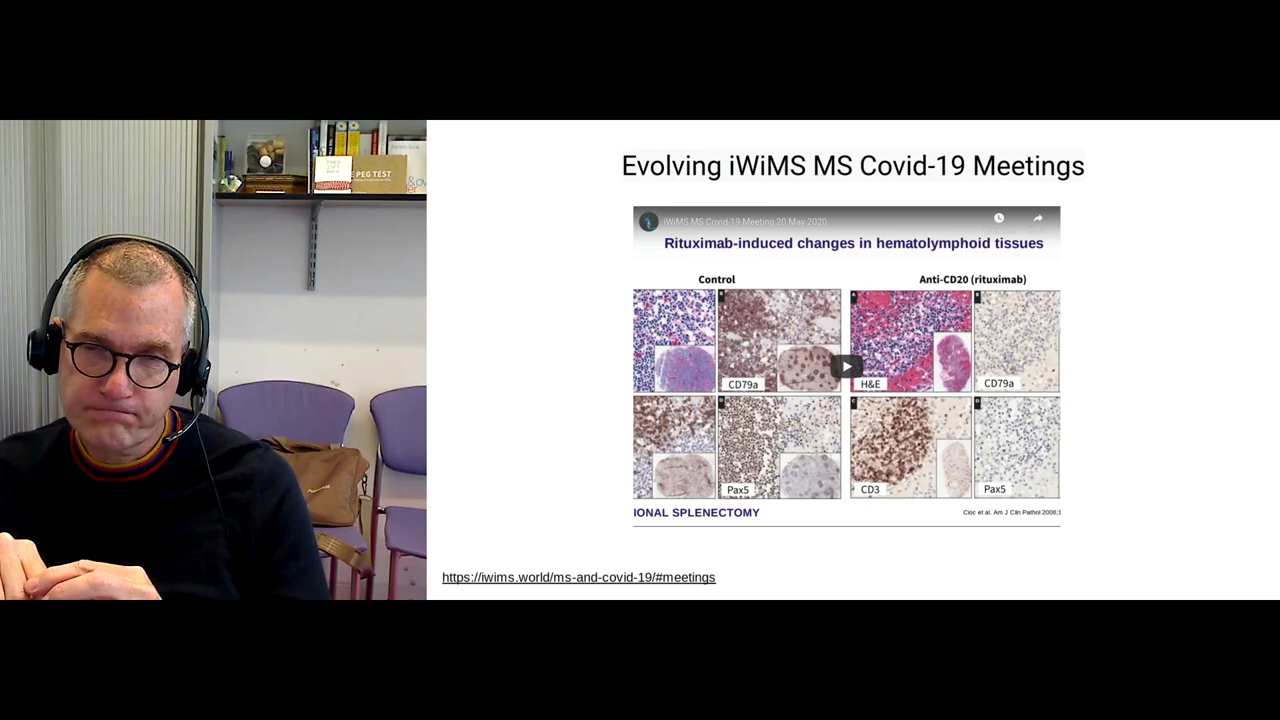 Evolving iWiMS MS Covid-19 Meetings
iWiMS MS Covid-19 Meeting 20 May 2020
Rituximab-induced changes in hematolymphoid tissues
Control
Anti-CD20 (rituximab)
CD79a
H&E
CD79a
Pax5
CD3
Pax5
IONAL SPLENECTOMY
Cioc et al. Am J Clin Pathol 2008;1
https://iwims.world/ms-and-covid-19/#meetings
E PEG TEST